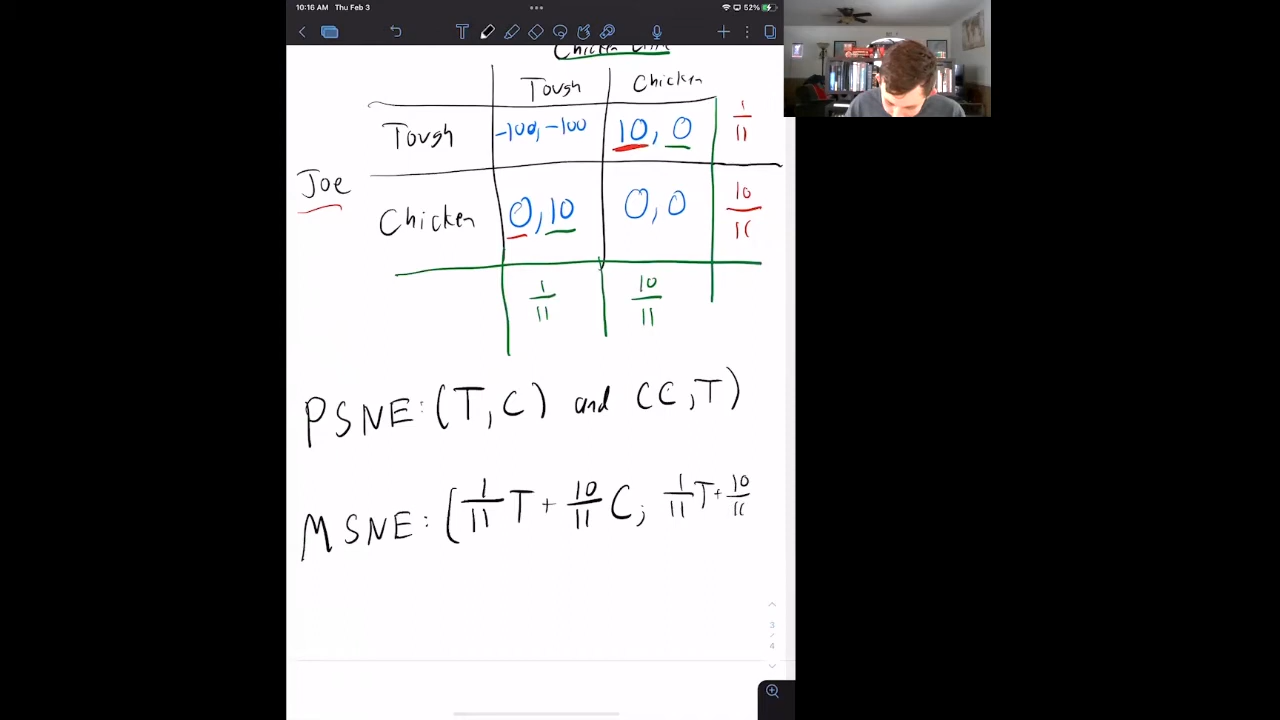 10:16 AM Thu Feb 3
52%
Tough Chicken
Tough -100, -100 10, 0 1/11
Joe
Chicken 0, 10 0, 0 10/11
1/11 10/11
PSNE: (T, C) and (C, T)
MSNE: (1/11 T + 10/11 C, 1/11 T + 10/11
3
/
4